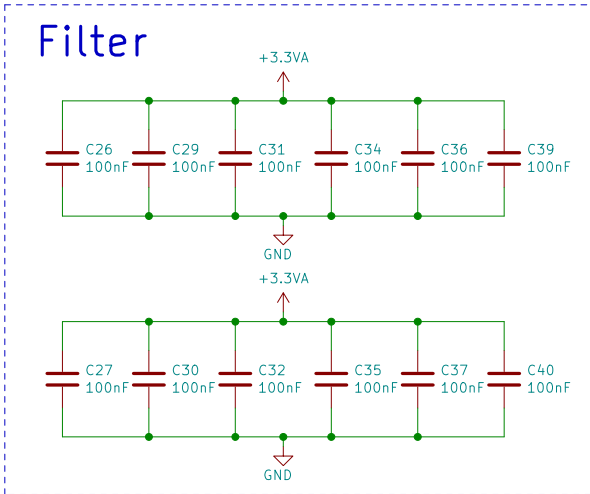 Filter
+3.3VA
C26 C29 C31 C34 C36 C39
100nF 100nF 100nF 100nF 100nF 100nF
GND
+3.3VA
C27 C30 C32 C35 C37 C40
100nF 100nF 100nF 100nF 100nF 100nF
GND